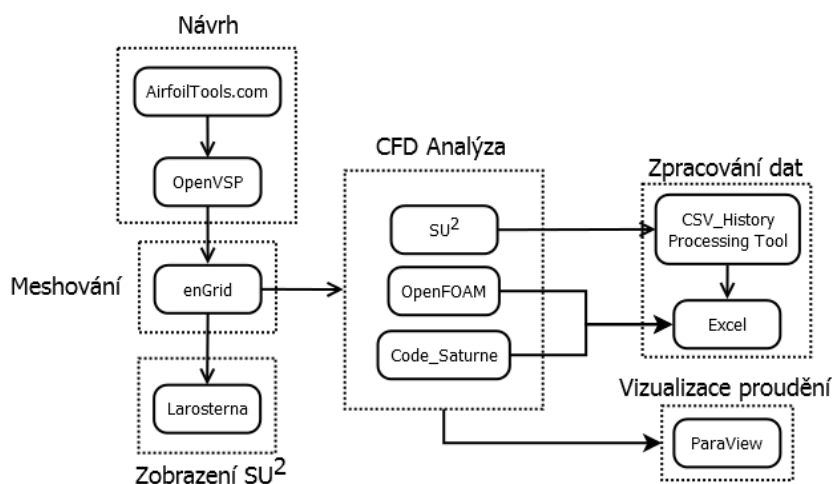 Návrh
AirfoilTools.com
OpenVSP
Meshování
enGrid
Larosterna
Zobrazení SU²
CFD Analýza
SU²
OpenFOAM
Code_Saturne
Zpracování dat
CSV_History
Processing Tool
Excel
Vizualizace proudění
ParaView